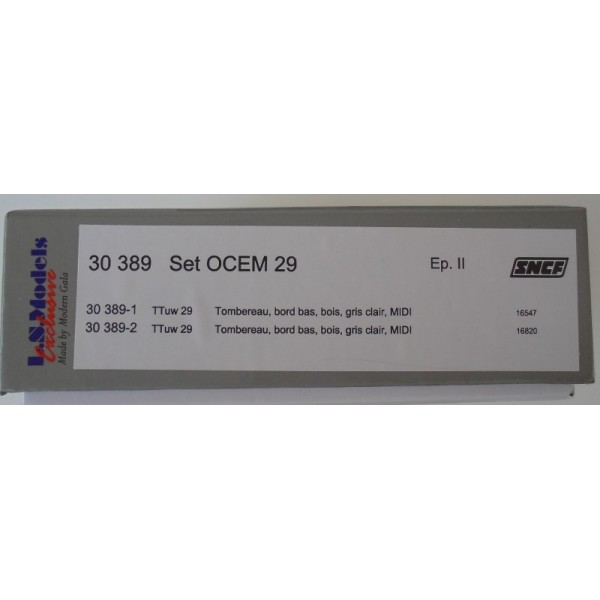 LSModels
Exclusive
Made by Modern Gala
30 389 Set OCEM 29 Ep. II SNCF
30 389-1 TTuw 29 Tombereau, bord bas, bois, gris clair, MIDI 16547
30 389-2 TTuw 29 Tombereau, bord bas, bois, gris clair, MIDI 16820